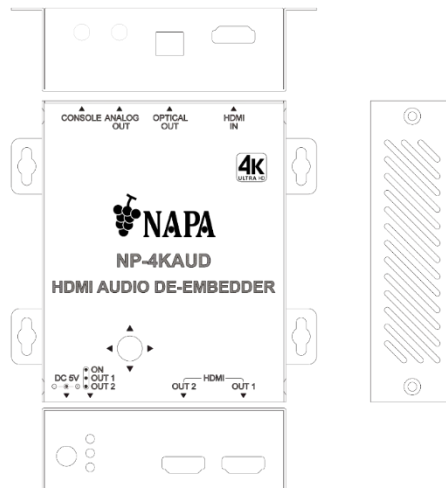 CONSOLE ANALOG OUT
OPTICAL OUT
HDMI IN
4K
ULTRA HD
NAPA
NP-4KAUD
HDMI AUDIO DE-EMBEDDER
DC 5V
ON
OUT 1
OUT 2
HDMI
OUT 2 OUT 1